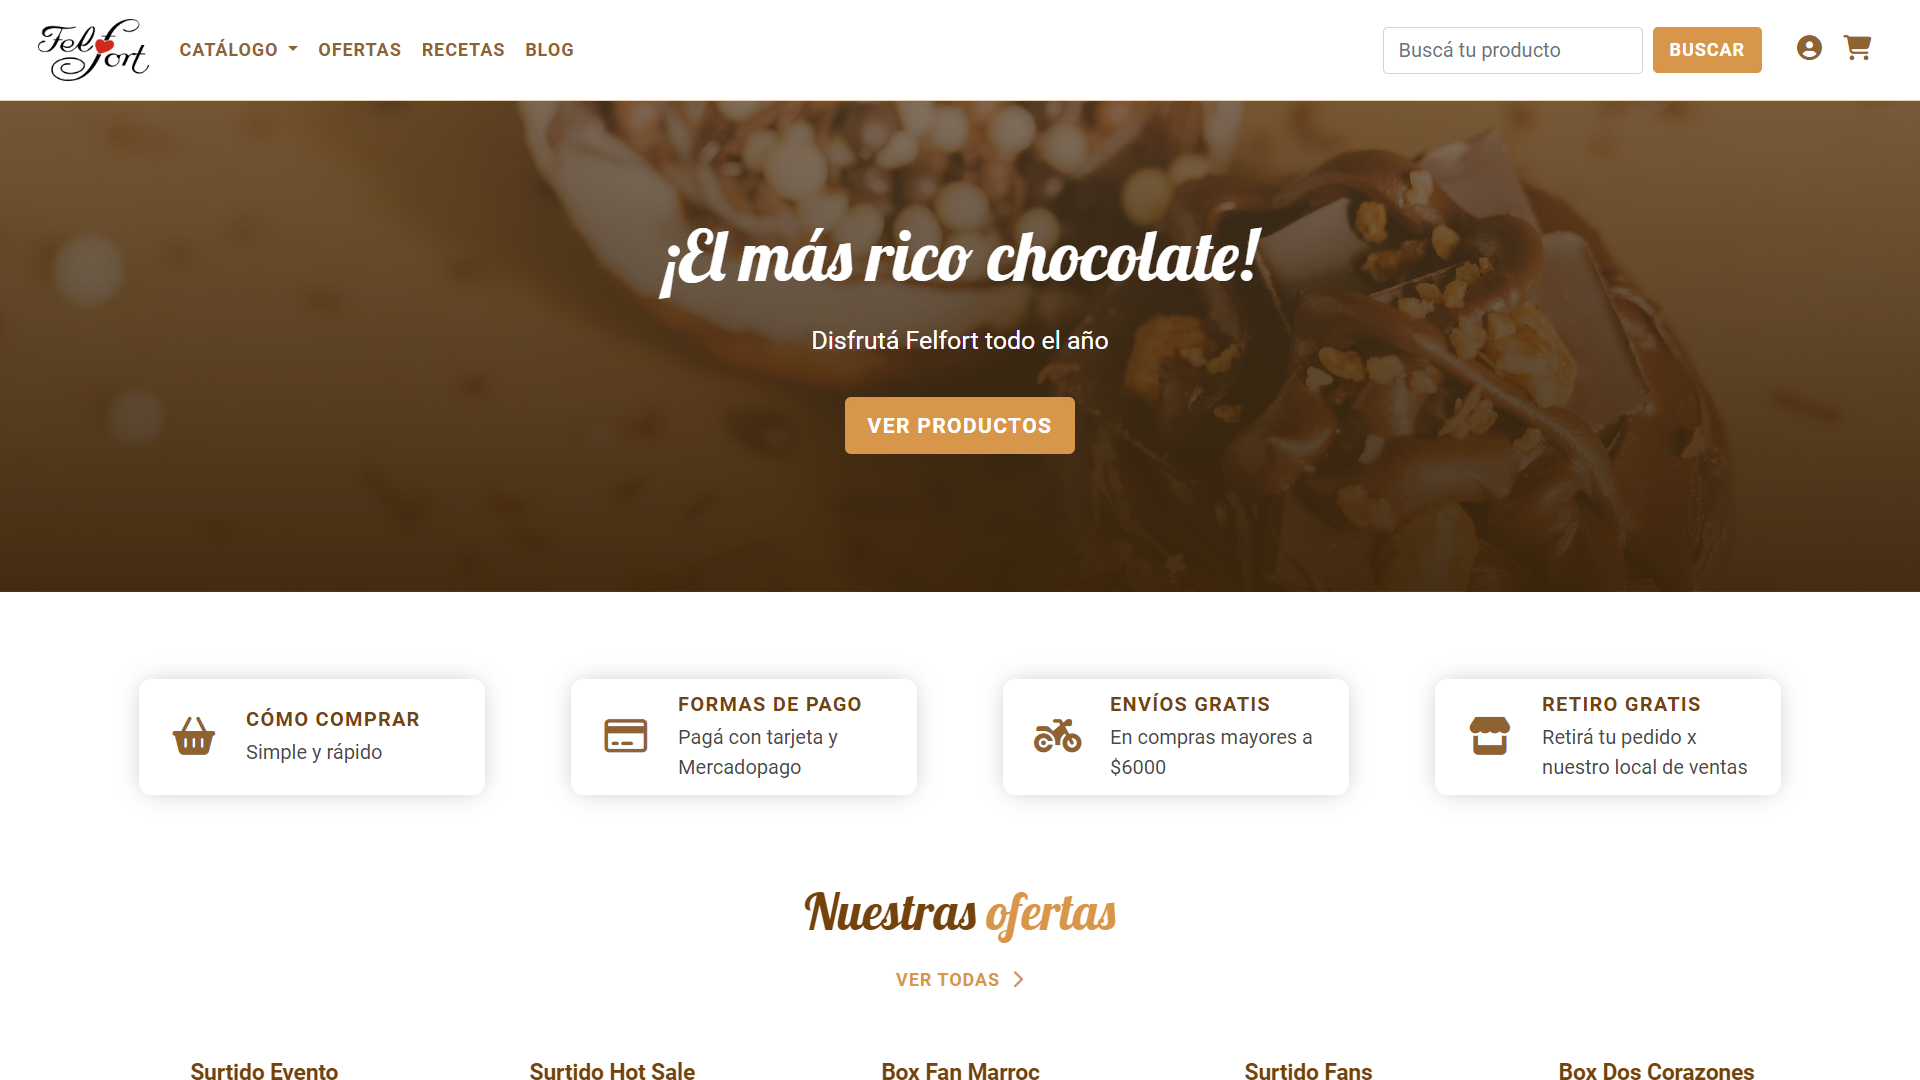 Felfort
CATÁLOGO
OFERTAS
RECETAS
BLOG
Buscá tu producto
BUSCAR
¡El más rico chocolate!
Disfrutá Felfort todo el año
VER PRODUCTOS
CÓMO COMPRAR
Simple y rápido
FORMAS DE PAGO
Pagá con tarjeta y
Mercadopago
ENVÍOS GRATIS
En compras mayores a
$6000
RETIRO GRATIS
Retirá tu pedido x
nuestro local de ventas
Nuestras ofertas
VER TODAS
Surtido Evento
Surtido Hot Sale
Box Fan Marroc
Surtido Fans
Box Dos Corazones